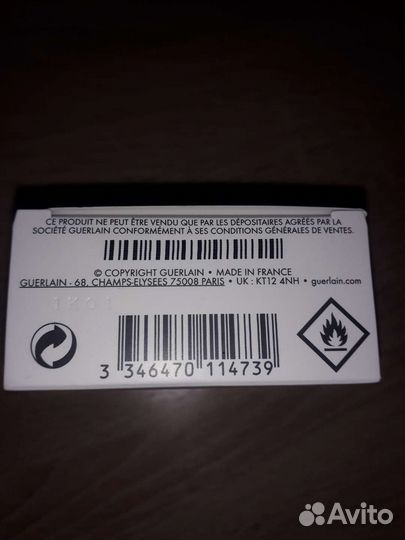 CE PRODUIT NE PEUT ÊTRE VENDU QUE PAR LES DÉPOSITAIRES AGRÉÉS PAR LA
SOCIÉTÉ GUERLAIN CONFORMÉMENT À SES CONDITIONS GÉNÉRALES DE VENTES.
© COPYRIGHT GUERLAIN • MADE IN FRANCE
GUERLAIN - 68, CHAMPS-ELYSEES 75008 PARIS • UK : KT12 4NH • guerlain.com
3 346470 114739
Avito